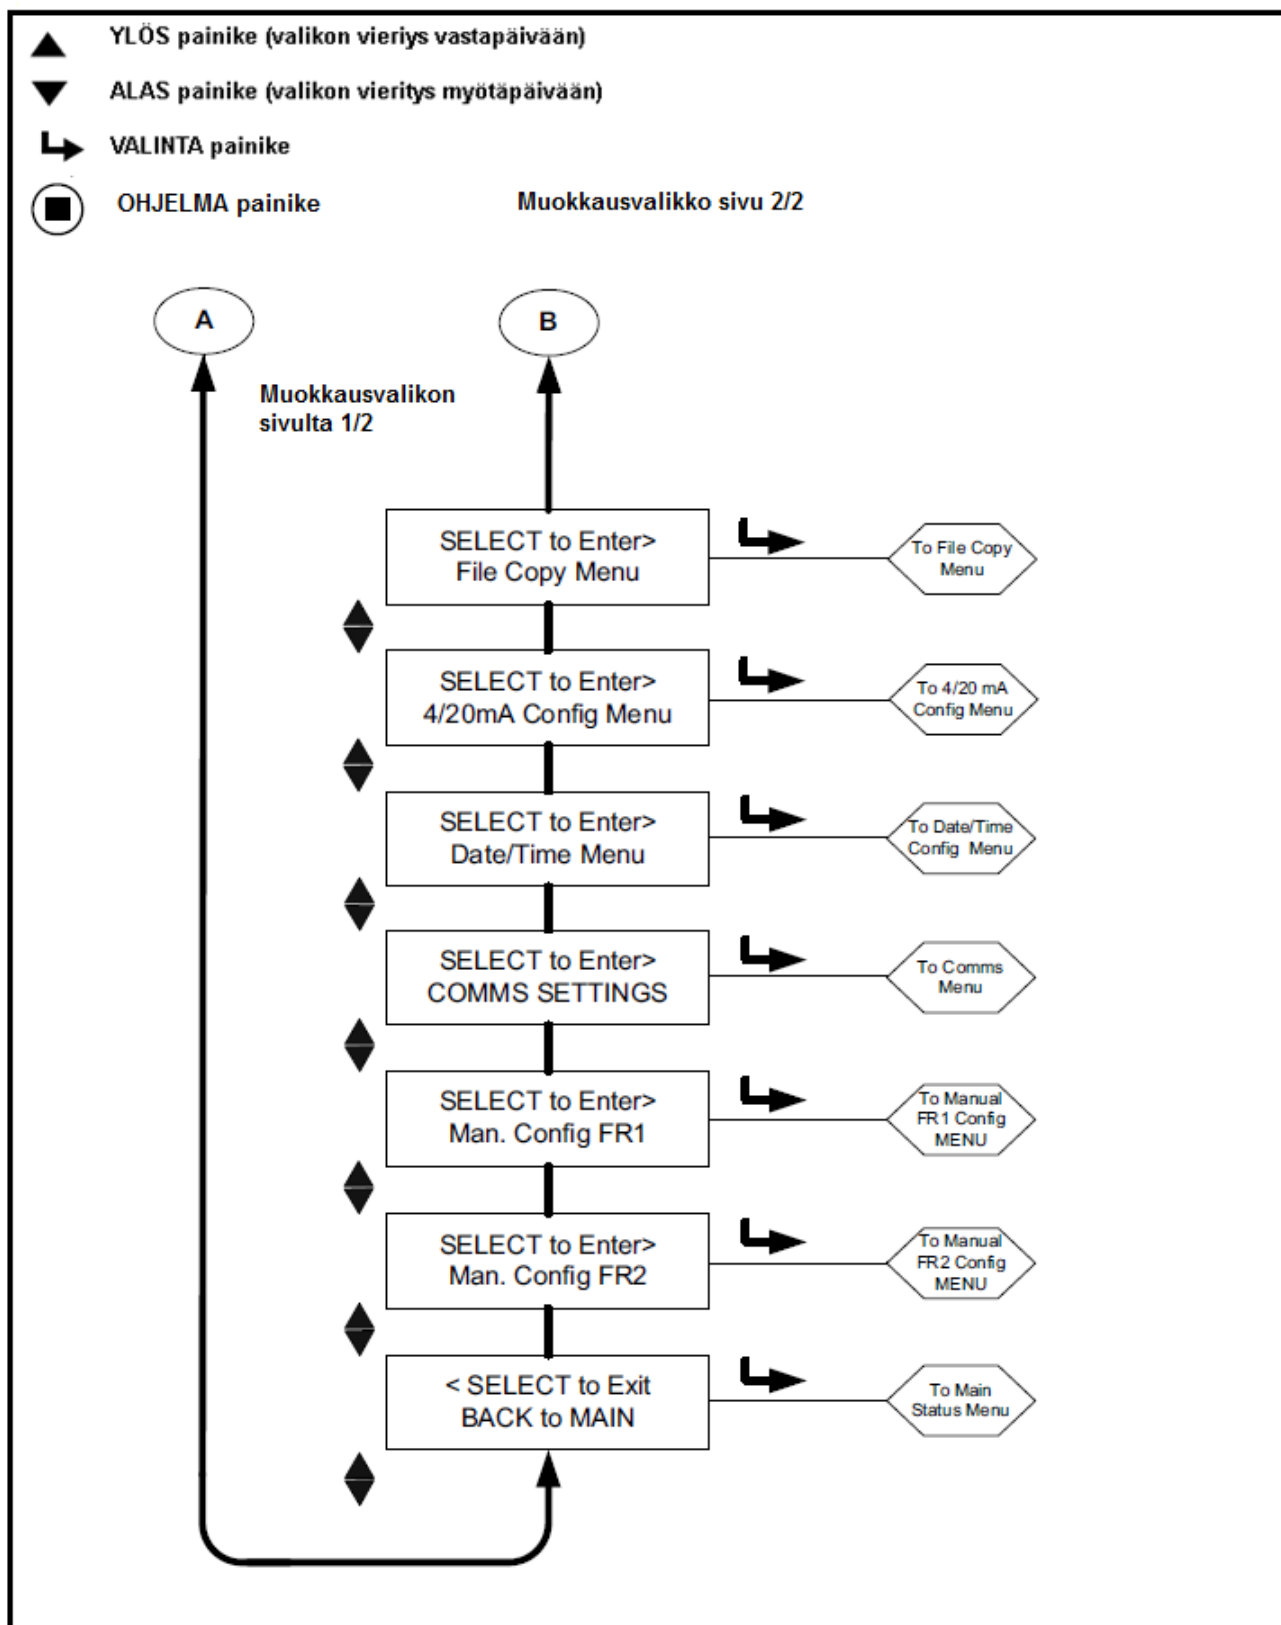 YLÖS painike (valikon vieriys vastapäivään)
ALAS painike (valikon vieritys myötäpäivään)
VALINTA painike
OHJELMA painike
Muokkausvalikko sivu 2/2
A
B
Muokkausvalikon
sivulta 1/2
SELECT to Enter>
File Copy Menu
To File Copy
Menu
SELECT to Enter>
4/20mA Config Menu
To 4/20 mA
Config Menu
SELECT to Enter>
Date/Time Menu
To Date/Time
Config Menu
SELECT to Enter>
COMMS SETTINGS
To Comms
Menu
SELECT to Enter>
Man. Config FR1
To Manual
FR1 Config
MENU
SELECT to Enter>
Man. Config FR2
To Manual
FR2 Config
MENU
< SELECT to Exit
BACK to MAIN
To Main
Status Menu